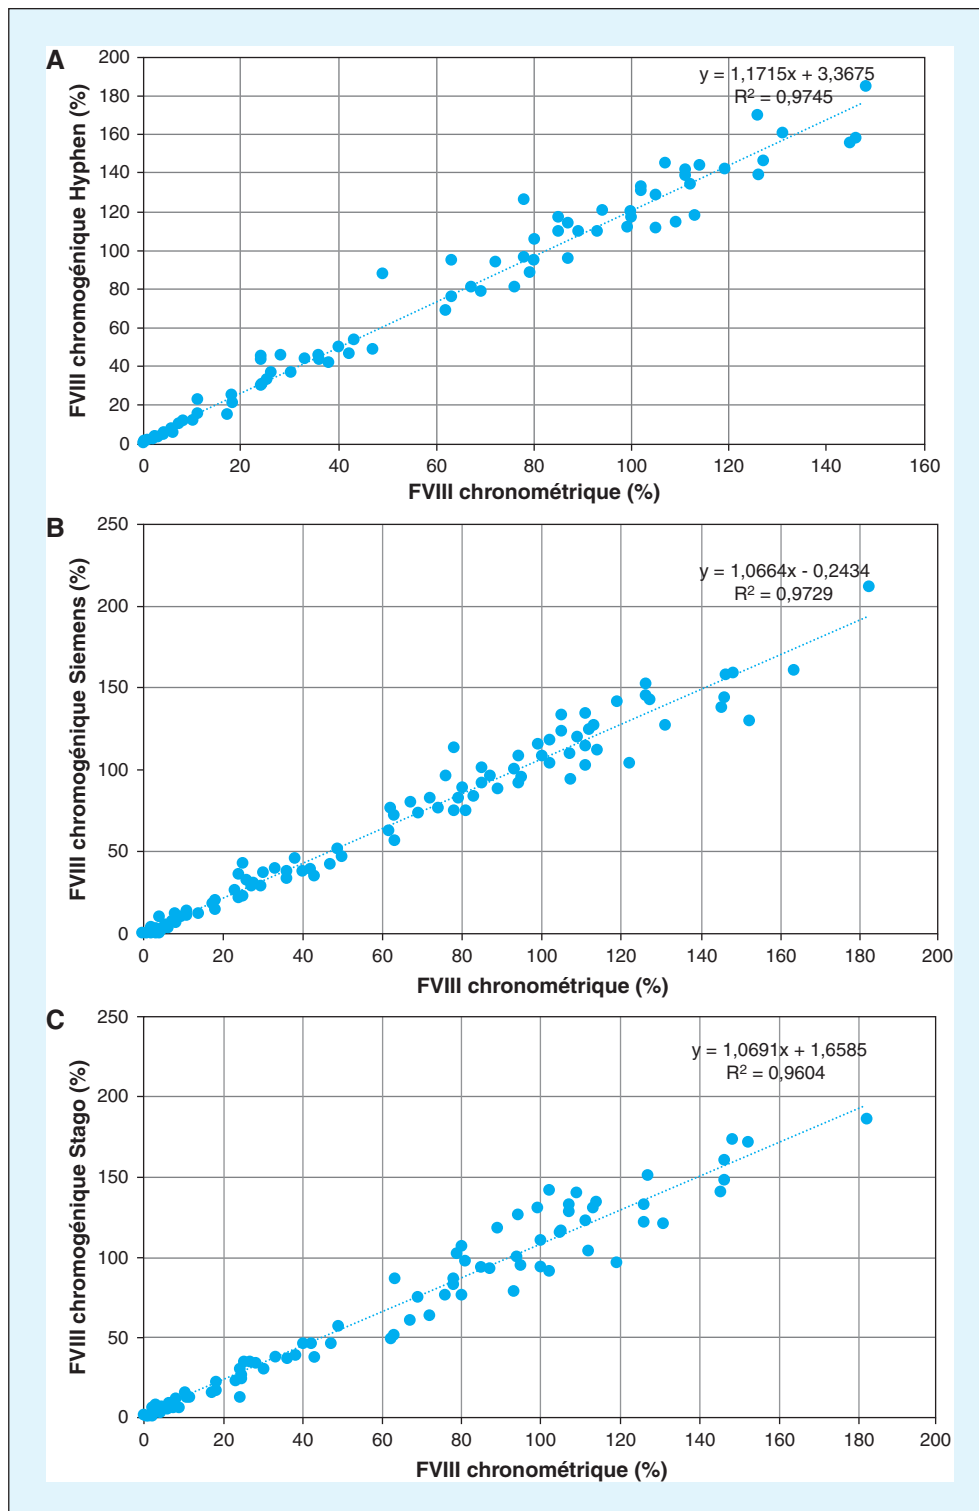 A
FVIII chromogénique Hyphen (%)
200
180
160
140
120
100
80
60
40
20
0
y = 1,1715x + 3,3675
R² = 0,9745
0 20 40 60 80 100 120 140 160
FVIII chronométrique (%)
B
FVIII chromogénique Siemens (%)
250
200
150
100
50
0
y = 1,0664x - 0,2434
R² = 0,9729
0 20 40 60 80 100 120 140 160 180 200
FVIII chronométrique (%)
C
FVIII chromogénique Stago (%)
250
200
150
100
50
0
y = 1,0691x + 1,6585
R² = 0,9604
0 20 40 60 80 100 120 140 160 180 200
FVIII chronométrique (%)